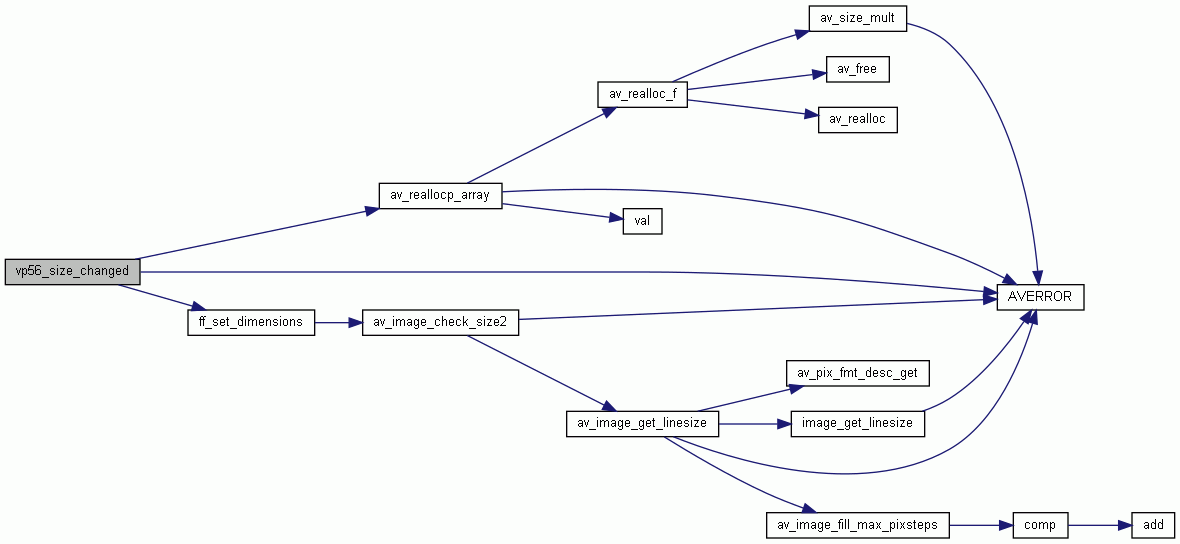 av_size_mult
av_free
av_realloc_f
av_realloc
av_reallocp_array
val
vp56_size_changed
AVERROR
ff_set_dimensions
av_image_check_size2
av_pix_fmt_desc_get
av_image_get_linesize
image_get_linesize
av_image_fill_max_pixsteps
comp
add